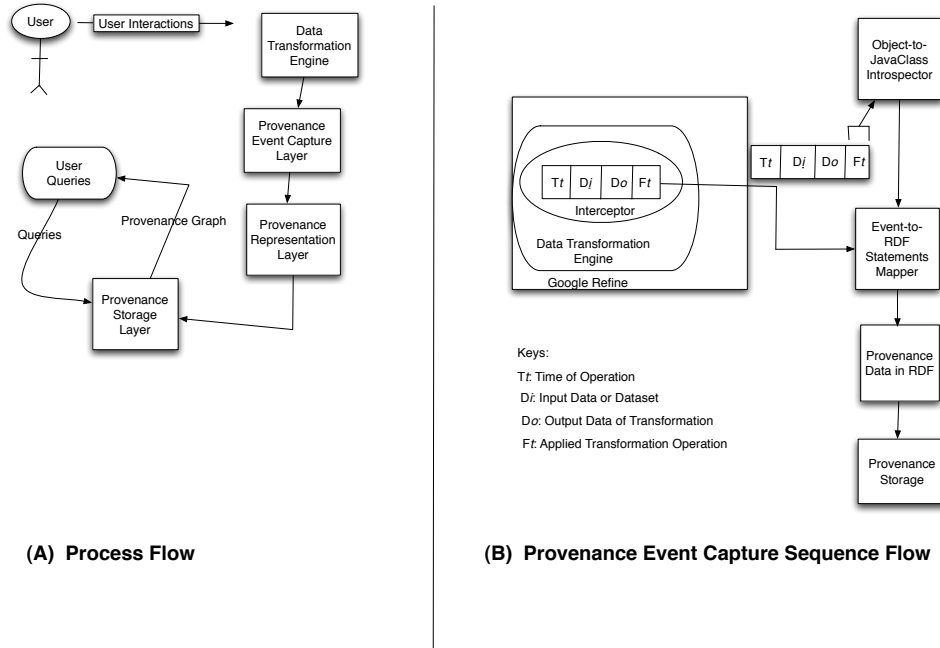 User
User Interactions
Data
Transformation
Engine
Provenance
Event Capture
Layer
User
Queries
Queries
Provenance Graph
Provenance
Representation
Layer
Provenance
Storage
Layer
(A) Process Flow
Object-to-
JavaClass
Introspector
Tt Di Do Ft
Tt Di Do Ft
Interceptor
Data Transformation
Engine
Google Refine
Event-to-
RDF
Statements
Mapper
Provenance
Data in RDF
Provenance
Storage
Keys:
Tt: Time of Operation
Di: Input Data or Dataset
Do: Output Data of Transformation
Ft: Applied Transformation Operation
(B) Provenance Event Capture Sequence Flow